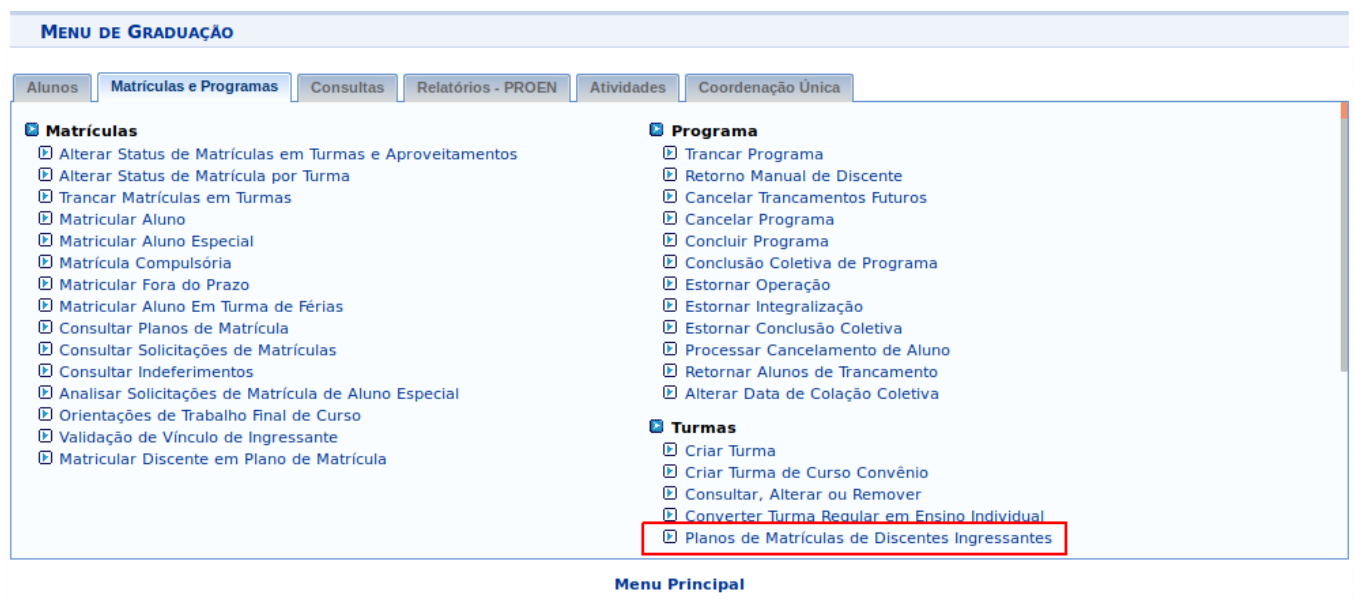 MENU DE GRADUAÇÃO
Alunos
Matrículas e Programas
Consultas
Relatórios - PROEN
Atividades
Coordenação Única
Matrículas
Alterar Status de Matrículas em Turmas e Aproveitamentos
Alterar Status de Matrícula por Turma
Trancar Matrículas em Turmas
Matricular Aluno
Matricular Aluno Especial
Matrícula Compulsória
Matricular Fora do Prazo
Matricular Aluno Em Turma de Férias
Consultar Planos de Matrícula
Consultar Solicitações de Matrículas
Consultar Indeferimentos
Analisar Solicitações de Matrícula de Aluno Especial
Orientações de Trabalho Final de Curso
Validação de Vínculo de Ingressante
Matricular Discente em Plano de Matrícula
Programa
Trancar Programa
Retorno Manual de Discente
Cancelar Trancamentos Futuros
Cancelar Programa
Concluir Programa
Conclusão Coletiva de Programa
Estornar Operação
Estornar Integralização
Estornar Conclusão Coletiva
Processar Cancelamento de Aluno
Retornar Alunos de Trancamento
Alterar Data de Colação Coletiva
Turmas
Criar Turma
Criar Turma de Curso Convênio
Consultar, Alterar ou Remover
Converter Turma Regular em Ensino Individual
Planos de Matrículas de Discentes Ingressantes
Menu Principal